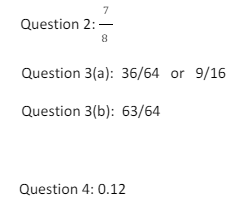 Question 2: 7/8
Question 3(a): 36/64 or 9/16
Question 3(b): 63/64
Question 4: 0.12